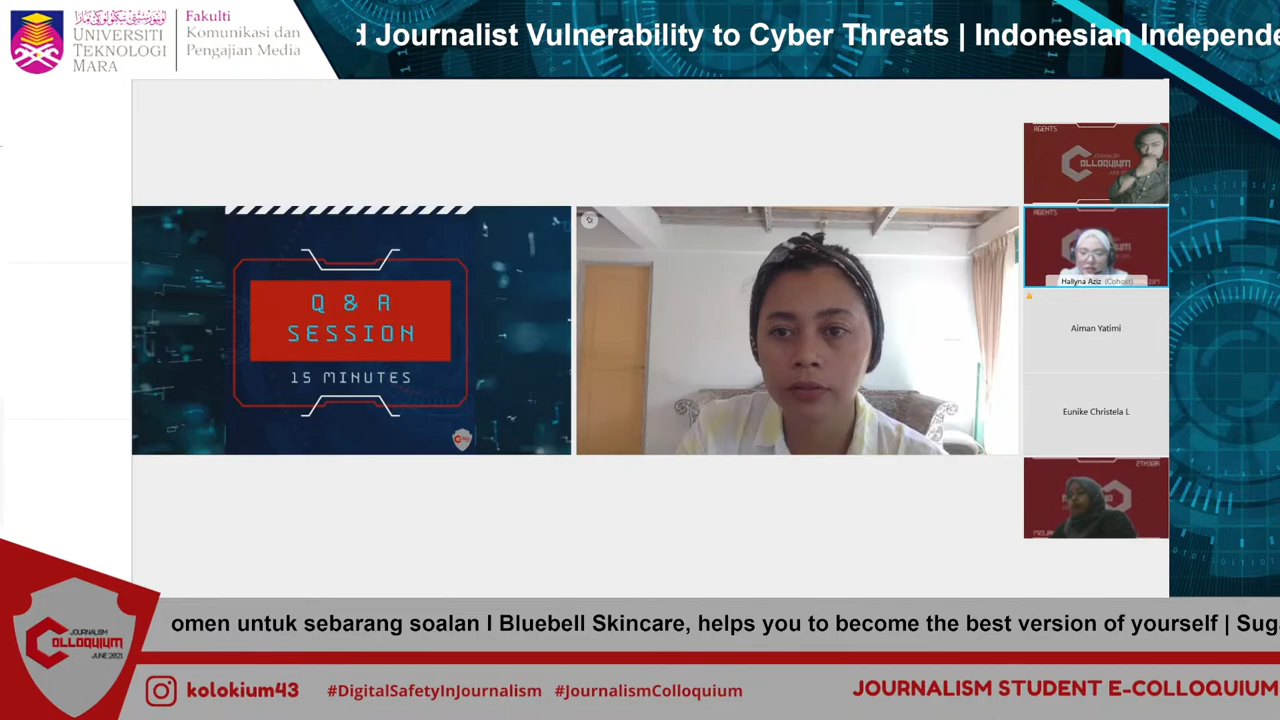 UNIVERSITI
TEKNOLOGI
MARA
Fakulti
Komunikasi dan
Pengajian Media
Journalist Vulnerability to Cyber Threats | Indonesian Independe
AGENTS
COLLOQUIUM
AGENTS
Q & A
SESSION
15 MINUTES
Hallyna Aziz (Cohost)
Aiman Yatimi
Eunike Christela L
omen untuk sebarang soalan I Bluebell Skincare, helps you to become the best version of yourself | Sug
JOURNALISM
COLLOQUIUM
JUNE 2021
kolokium43
#DigitalSafetyInJournalism #JournalismColloquium
JOURNALISM STUDENT E-COLLOQUIUM